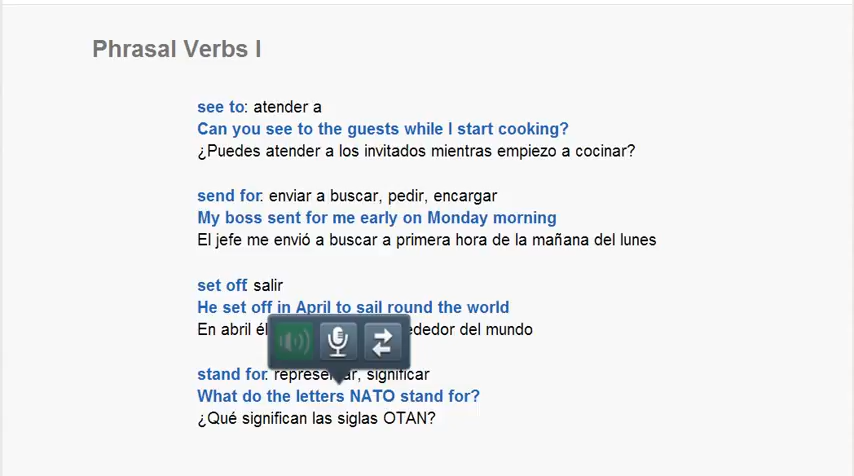 Phrasal Verbs I
see to: atender a
Can you see to the guests while I start cooking?
¿Puedes atender a los invitados mientras empiezo a cocinar?
send for: enviar a buscar, pedir, encargar
My boss sent for me early on Monday morning
El jefe me envió a buscar a primera hora de la mañana del lunes
set off: salir
He set off in April to sail round the world
En abril él del mundo
stand for: representar, significar
What do the letters NATO stand for?
¿Qué significan las siglas OTAN?